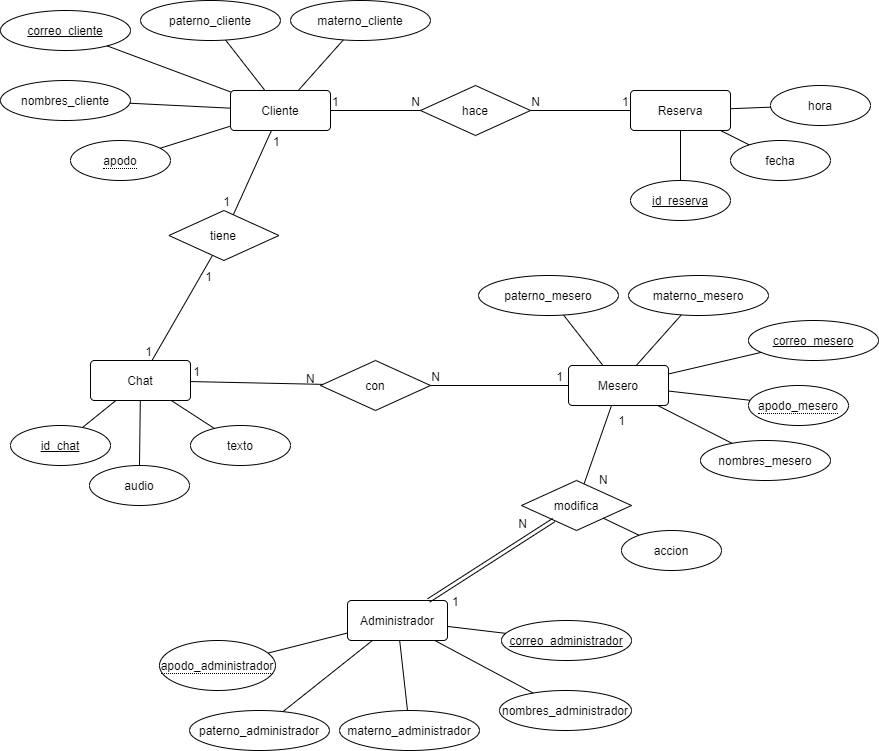 paterno_cliente
materno_cliente
correo_cliente
nombres_cliente
Cliente
1
N
hace
N
1
Reserva
hora
apodo
1
fecha
id_reserva
1
tiene
1
paterno_mesero
materno_mesero
correo_mesero
1
Chat
1
N
con
N
1
Mesero
apodo_mesero
1
nombres_mesero
id_chat
texto
audio
N
modifica
N
accion
1
Administrador
correo_administrador
apodo_administrador
nombres_administrador
paterno_administrador
materno_administrador